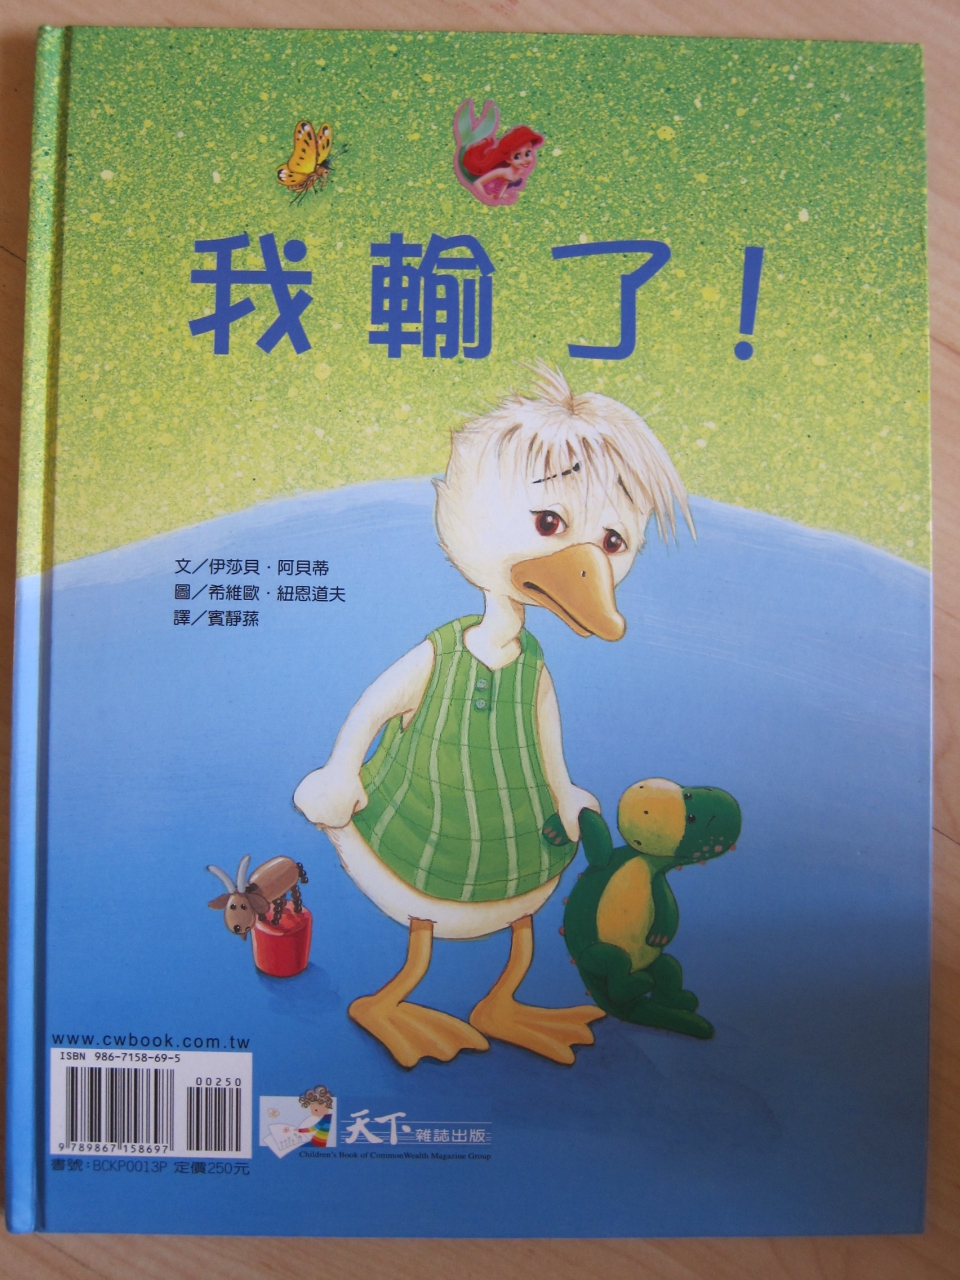 我輸了！
文／伊莎貝・阿貝蒂
圖／希維歐・紐恩道夫
譯／賓靜蓀
www.cwbook.com.tw
ISBN 986-7158-69-5
00250
9 789867 158697
書號：BCKP0013P 定價250元
天下雜誌出版
Children's Book of CommonWealth Magazine Group